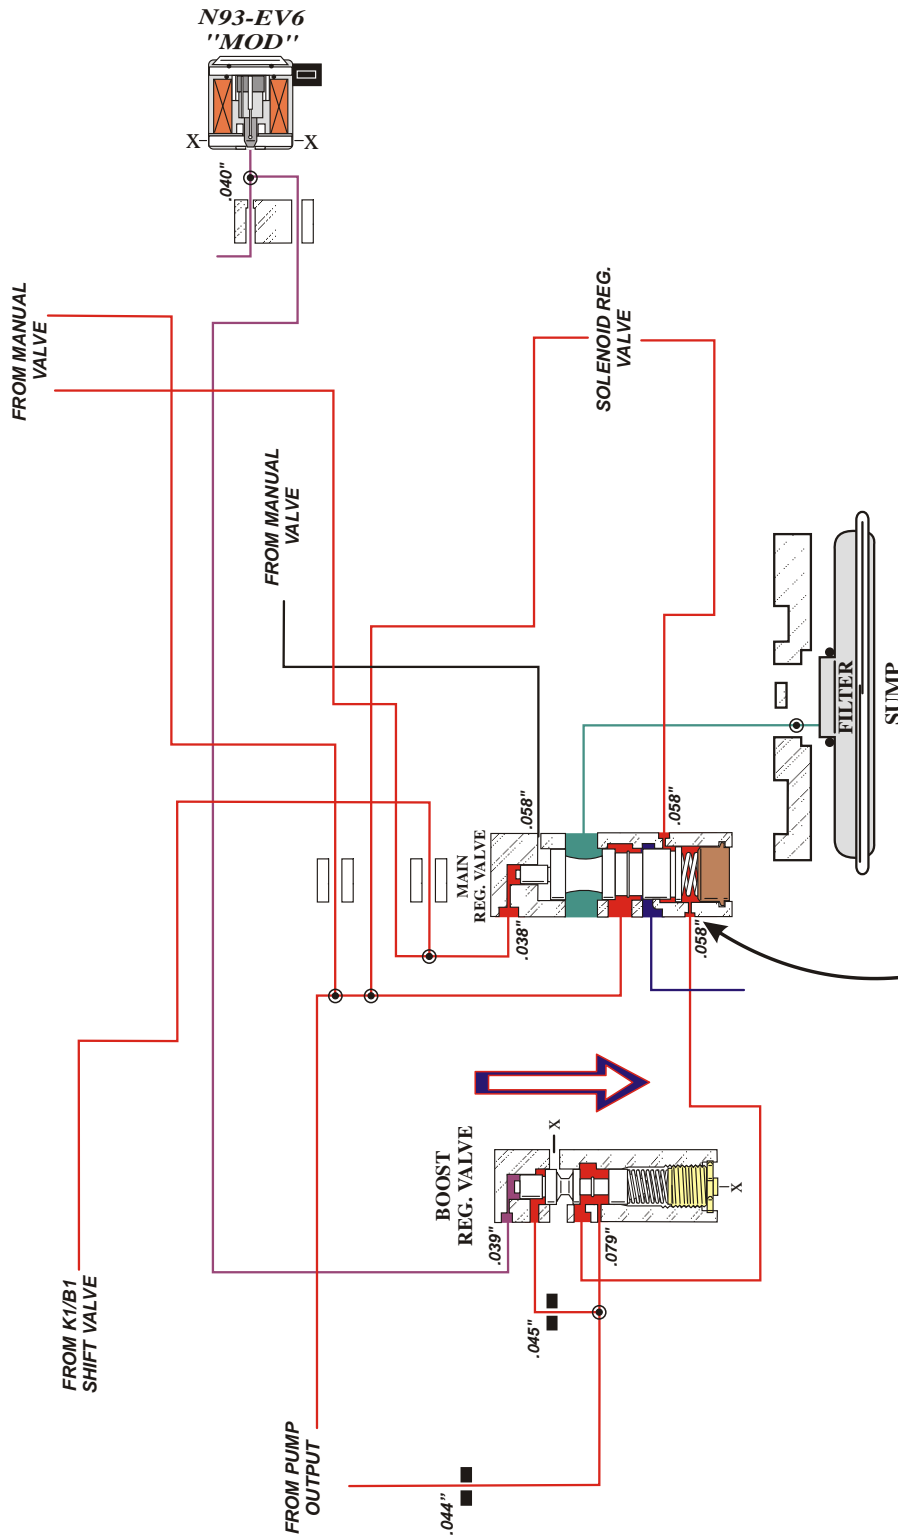 N93-EV6
"MOD"
X
X
.040"
FROM MANUAL
VALVE
SOLENOID REG.
VALVE
FROM MANUAL
VALVE
FILTER
SUMP
MAIN
REG. VALVE
.058"
.058"
.038"
.058"
BOOST
REG. VALVE
X
X
.039"
.079"
.045"
FROM K1/B1
SHIFT VALVE
FROM PUMP
OUTPUT
.044"